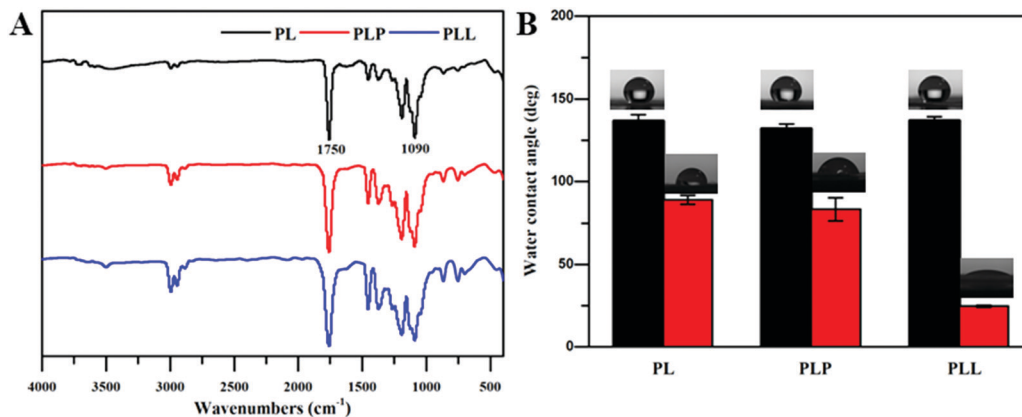 A
PL PLP PLL
1750 1090
4000 3500 3000 2500 2000 1500 1000 500
Wavenumbers (cm⁻¹)
B
200
150
100
50
0
Water contact angle (deg)
PL PLP PLL